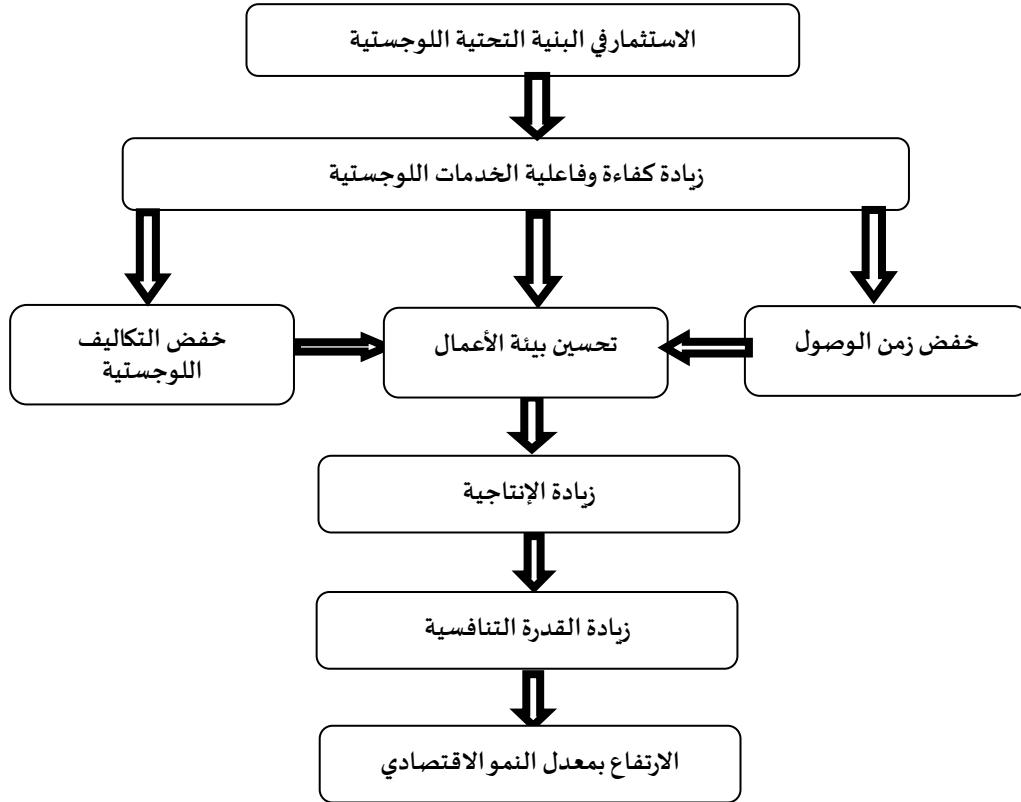 الاستثمار في البنية التحتية اللوجستية
زيادة كفاءة وفاعلية الخدمات اللوجستية
خفض زمن الوصول
تحسين بيئة الأعمال
خفض التكاليف
اللوجستية
زيادة الإنتاجية
زيادة القدرة التنافسية
الارتفاع بمعدل النمو الاقتصادي